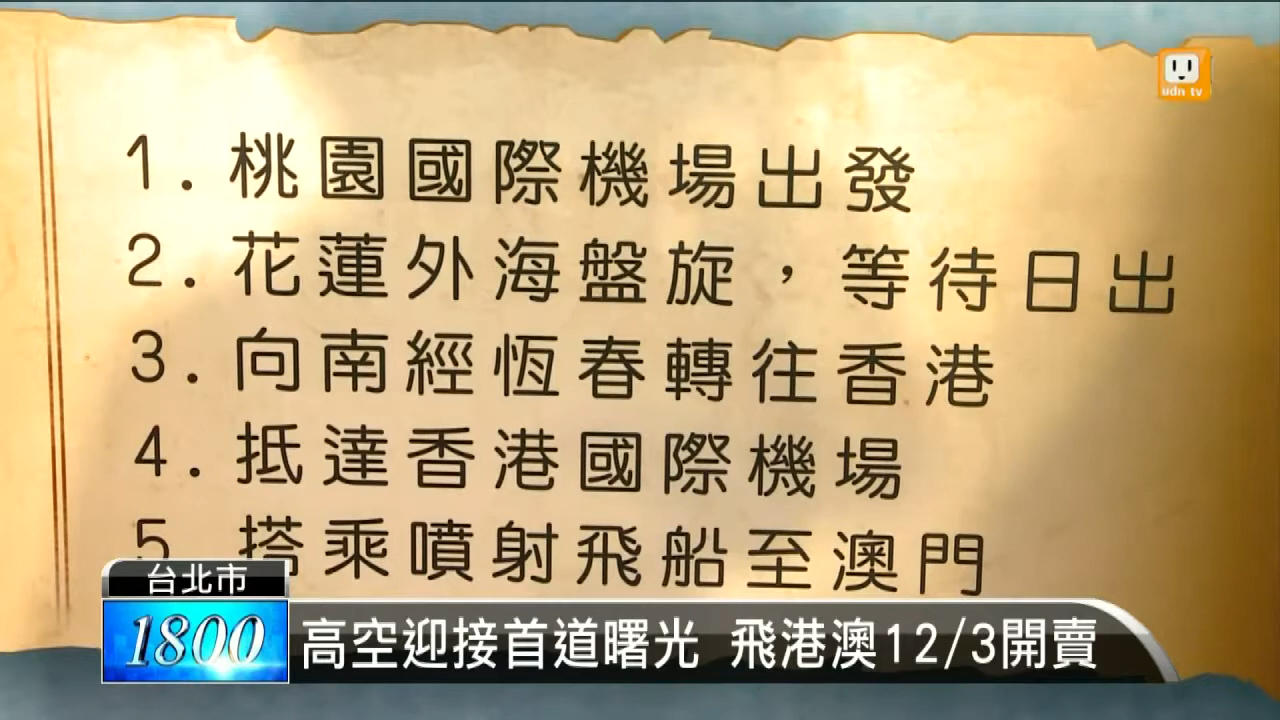 udn tv
1. 桃園國際機場出發
2. 花蓮外海盤旋，等待日出
3. 向南經恆春轉往香港
4. 抵達香港國際機場
5. 搭乘噴射飛船至澳門
台北市
1800
高空迎接首道曙光 飛港澳12/3開賣